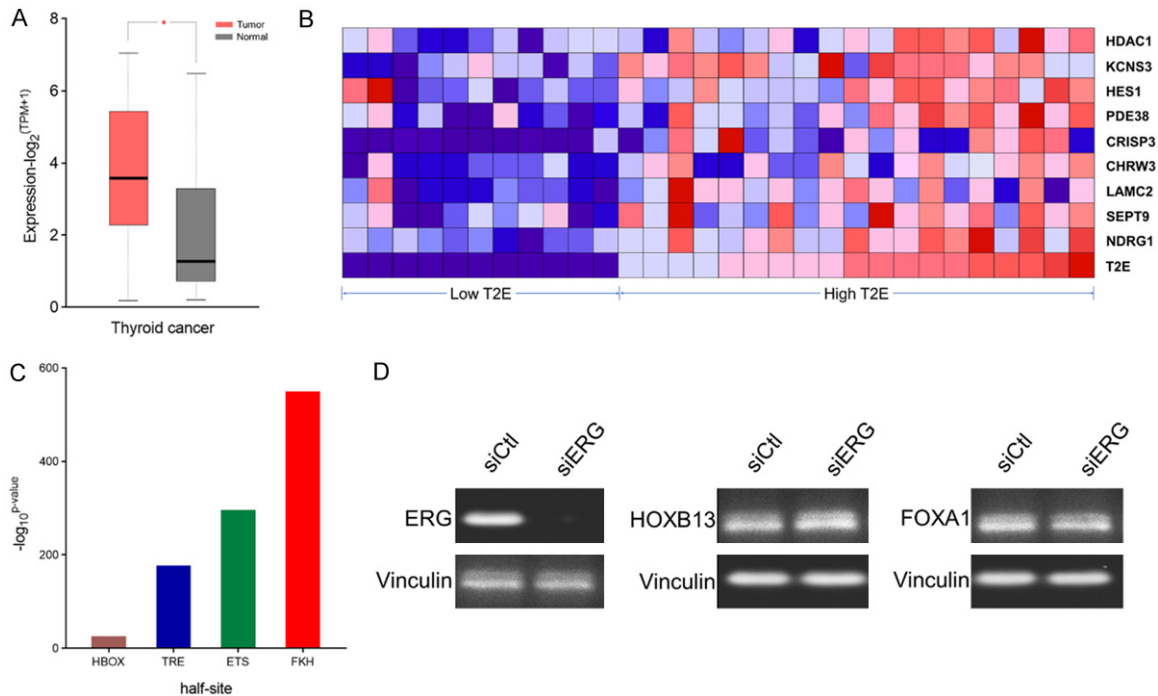 A
8
6
4
2
0
Expression-log2(TPM+1)
*
Tumor
Normal
Thyroid cancer
B
HDAC1
KCNS3
HES1
PDE38
CRISP3
CHRW3
LAMC2
SEPT9
NDRG1
T2E
Low T2E
High T2E
C
600
400
200
0
-log10p-value
HBOX TRE ETS FKH
half-site
D
siCtl siERG
ERG
Vinculin
siCtl siERG
HOXB13
Vinculin
siCtl siERG
FOXA1
Vinculin